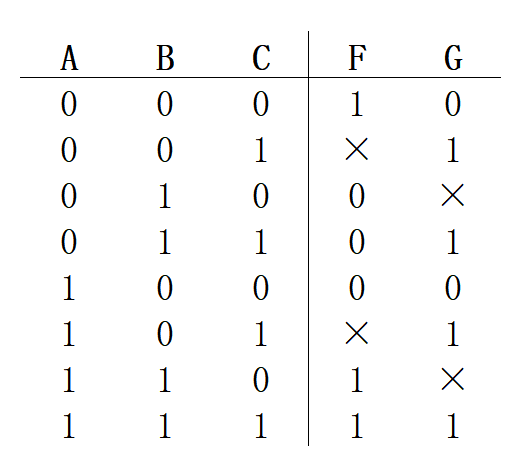 A B C F G
0 0 0 1 0
0 0 1 × 1
0 1 0 0 ×
0 1 1 0 1
1 0 0 0 0
1 0 1 × 1
1 1 0 1 ×
1 1 1 1 1